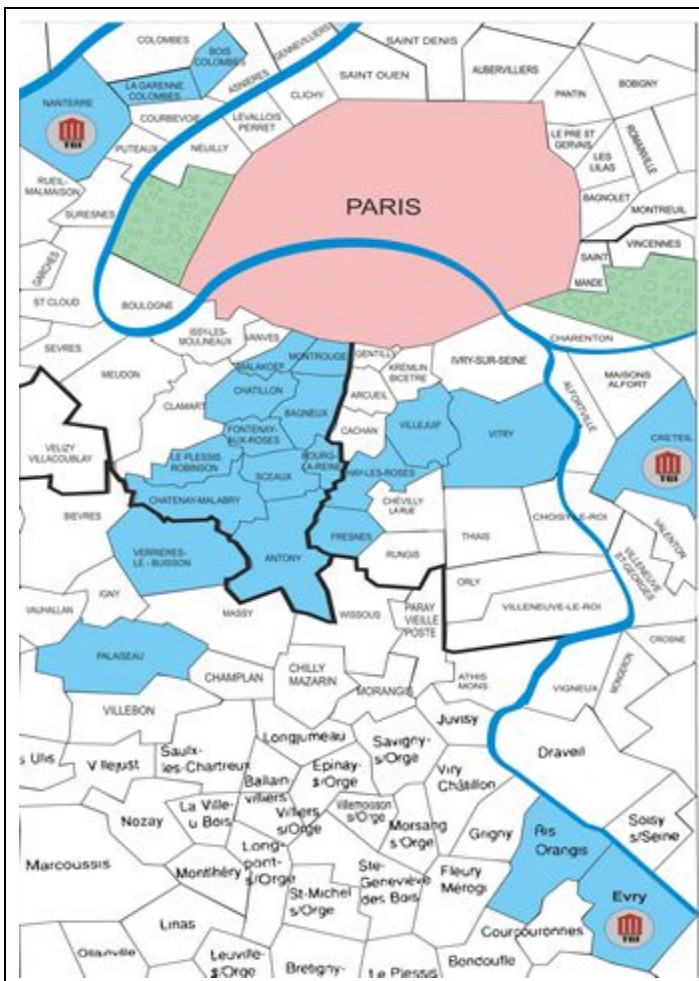 COLOMBES
BOIS
COLOMBES
GENNEVILLIERS
SAINT DENIS
AUBERVILLIERS
LA GARENNE
COLOMBES
ASNIERES
SAINT OUEN
PANTIN
BOBIGNY
NANTERRE
TGI
COURBEVOIE
LEVALLOIS
PERRET
CLICHY
LE PRE ST
GERVAIS
ROMAINVILLE
PUTEAUX
NEUILLY
LES
LILAS
RUEIL-
MALMAISON
SURESNES
PARIS
BAGNOLET
MONTREUIL
GARCHES
VINCENNES
SAINT
MANDE
ST CLOUD
BOULOGNE
ISSY-LES-
MOULINEAUX
VANVES
CHARENTON
SEVRES
MEUDON
MALAKOFF
MONTROUGE
GENTILLY
KREMLIN
BICETRE
IVRY-SUR-SEINE
MAISONS
ALFORT
CLAMART
CHATILLON
ARCUEIL
ALFORTVILLE
BAGNEUX
VILLEJUIF
FONTENAY-
AUX-ROSES
CACHAN
VITRY
CRETEIL
TGI
VELIZY
VILLACOUBLAY
LE PLESSIS
ROBINSON
BOURG-
LA-REINE
SCEAUX
HAY-LES-ROSES
CHATENAY-MALABRY
CHEVILLY
LA RUE
BIEVRES
CHOISY-LE-ROI
VALENTON
FRESNES
THIAIS
VERRIERES-
LE - BUISSON
ANTONY
RUNGIS
VILLENEUVE
ST-GEORGES
IGNY
ORLY
VAUHALLAN
MASSY
WISSOUS
PARAY
VIEILLE
POSTE
VILLENEUVE-LE-ROI
CROSNE
PALAISEAU
CHILLY
MAZARIN
ATHIS
MONS
CHAMPLAN
MORANGIS
VIGNEUX
MONGERON
VILLEBON
Juvisy
Longjumeau
Savigny-
s/Orge
Draveil
s Ulis
Villejust
Saulx-
les-Chartreux
Epinay-
s/Orge
Viry
Châtillon
Ballain
villiers
La Ville-
u Bois
Villemoisson
s/Orge
Nozay
Villiers
s/Orge
Morsang
s/Orge
Grigny
Ris
Orangis
Soisy
s/Seine
Marcoussis
Montlhéry
Long-
pont-
s/Orge
Ste-
Geneviève
des Bois
Fleury
Mérogi
St-Michel
s/Orge
Evry
TGI
Linas
Courcouronnes
Leuville-
s/Orge
Bretigny-
Le Plessis
Bondoufle